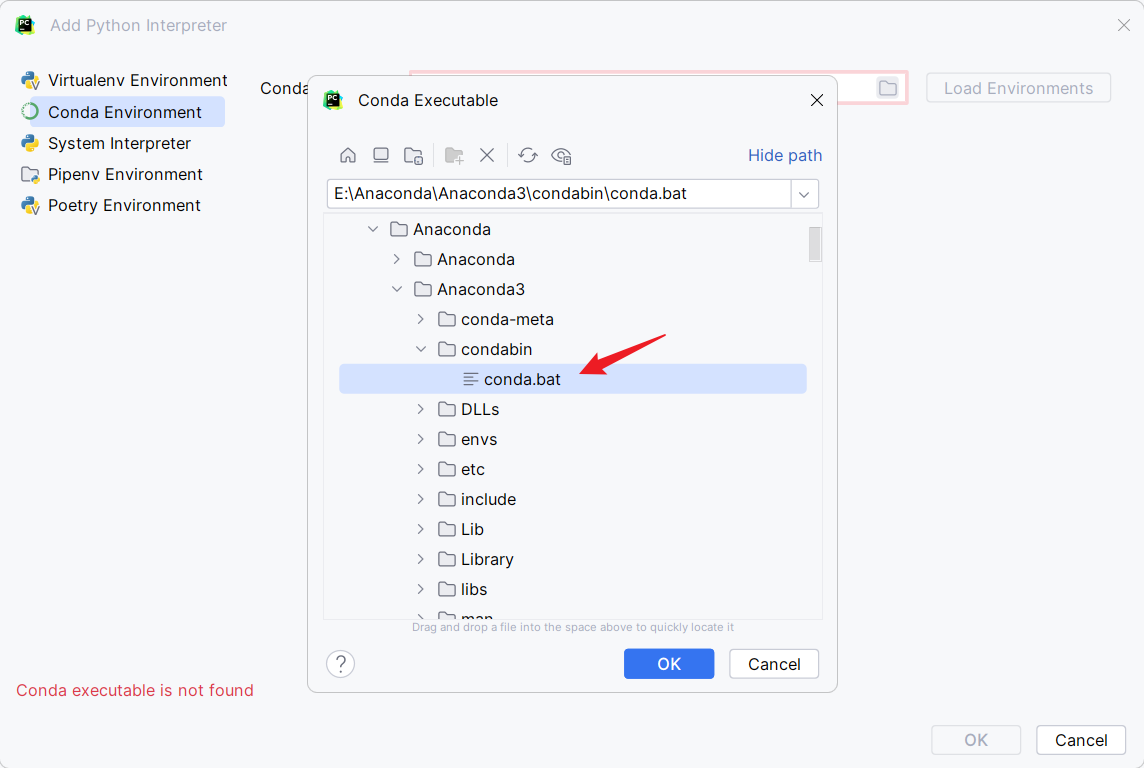 Add Python Interpreter
Virtualenv Environment
Conda Environment
System Interpreter
Pipenv Environment
Poetry Environment
Conda
Load Environments
Conda Executable
Hide path
E:\Anaconda\Anaconda3\condabin\conda.bat
Anaconda
Anaconda
Anaconda3
conda-meta
condabin
conda.bat
DLLs
envs
etc
include
Lib
Library
libs
man
Drag and drop a file into the space above to quickly locate it
?
OK
Cancel
Conda executable is not found
OK
Cancel